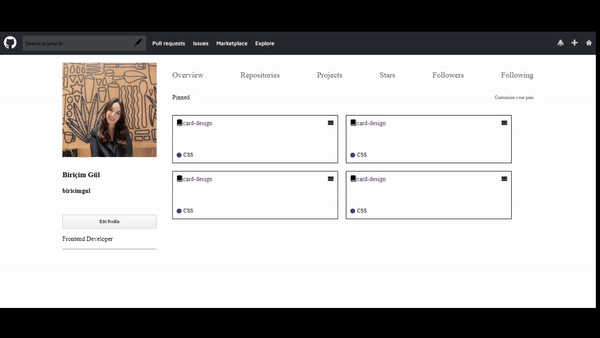 Search or jump to
Pull requests Issues Marketplace Explore
Overview Repositories Projects Stars Followers Following
Pinned Customize your pins
card-design card-design
CSS CSS
card-design card-design
CSS CSS
Biriçim Gül
biricimgul
Edit Profile
Frontend Developer